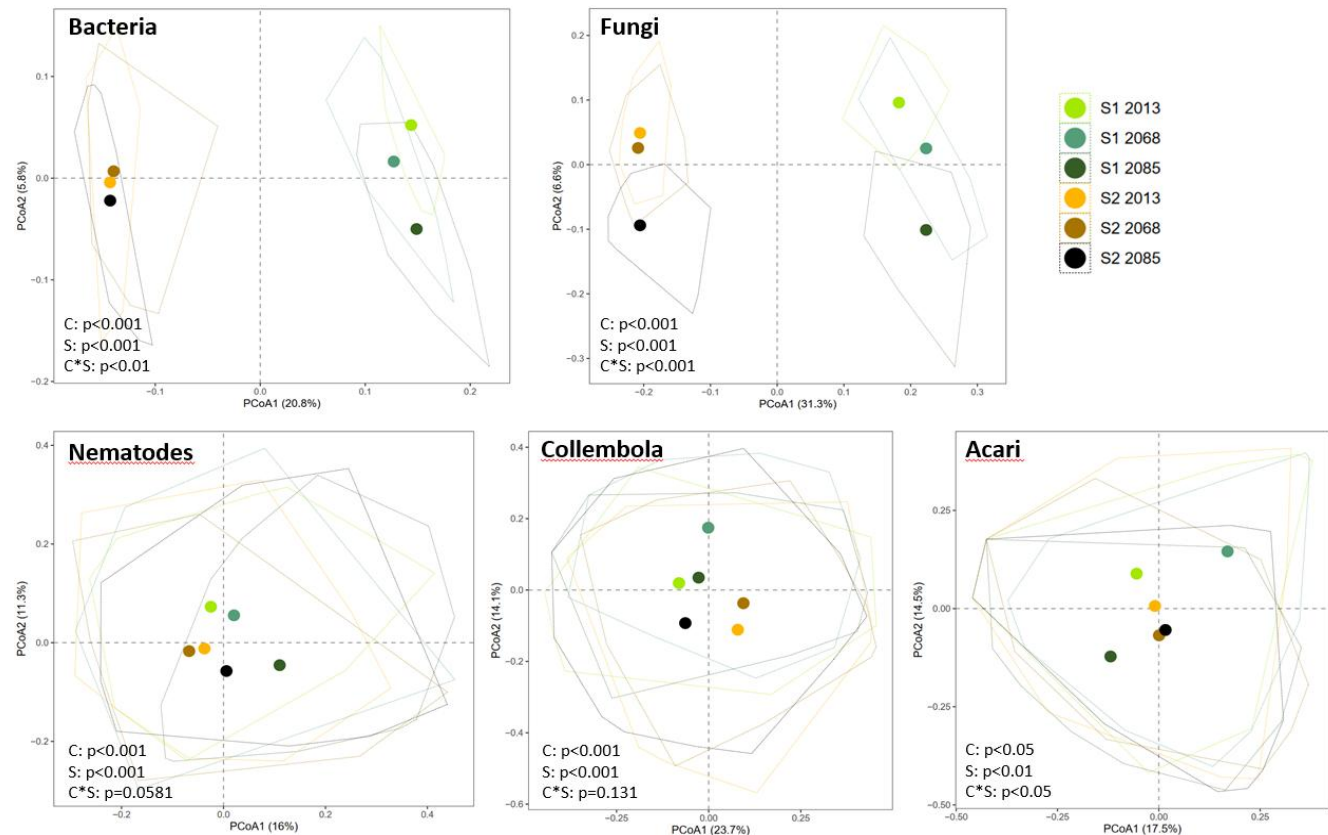 Bacteria
0.1
0.0
−0.1
−0.2
PCoA2 (5.8%)
C: p<0.001
S: p<0.001
C*S: p<0.01
−0.1
0.0
0.1
0.2
PCoA1 (20.8%)
Fungi
0.2
0.1
0.0
−0.1
−0.2
−0.3
PCoA2 (6.6%)
C: p<0.001
S: p<0.001
C*S: p<0.001
−0.2
−0.1
0.0
0.1
0.2
0.3
PCoA1 (31.3%)
S1 2013
S1 2068
S1 2085
S2 2013
S2 2068
S2 2085
Nematodes
0.4
0.2
0.0
−0.2
PCoA2 (11.3%)
C: p<0.001
S: p<0.001
C*S: p=0.0581
−0.2
0.0
0.2
0.4
PCoA1 (16%)
Collembola
0.4
0.2
0.0
−0.2
−0.4
−0.6
PCoA2 (14.1%)
C: p<0.001
S: p<0.001
C*S: p=0.131
−0.25
0.00
0.25
PCoA1 (23.7%)
Acari
0.25
0.00
−0.25
−0.50
PCoA2 (14.5%)
C: p<0.05
S: p<0.01
C*S: p<0.05
−0.50
−0.25
0.00
0.25
PCoA1 (17.5%)